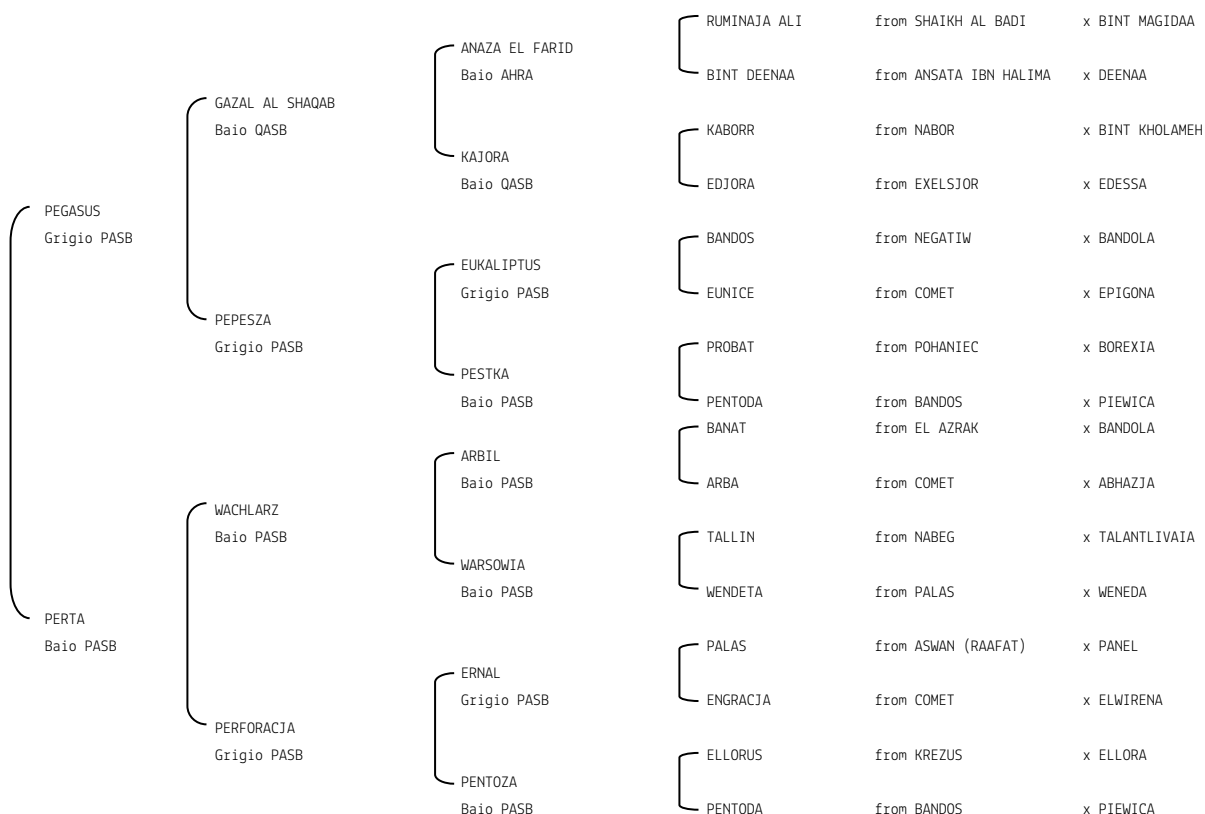 RUMINAJA ALI from SHAIKH AL BADI x BINT MAGIDAA
ANAZA EL FARID
Baio AHRA BINT DEENAA from ANSATA IBN HALIMA x DEENAA
GAZAL AL SHAQAB
Baio QASB KABORR from NABOR x BINT KHOLAMEH
KAJORA
Baio QASB EDJORA from EXELSJOR x EDESSA
PEGASUS
Grigio PASB BANDOS from NEGATIW x BANDOLA
EUKALIPTUS
Grigio PASB EUNICE from COMET x EPIGONA
PEPESZA
Grigio PASB PROBAT from POHANIEC x BOREXIA
PESTKA
Baio PASB PENTODA from BANDOS x PIEWICA
BANAT from EL AZRAK x BANDOLA
ARBIL
Baio PASB ARBA from COMET x ABHAZJA
WACHLARZ
Baio PASB TALLIN from NABEG x TALANTLIVAIA
WARSOWIA
Baio PASB WENDETA from PALAS x WENEDA
PERTA
Baio PASB PALAS from ASWAN (RAAFAT) x PANEL
ERNAL
Grigio PASB ENGRACJA from COMET x ELWIRENA
PERFORACJA
Grigio PASB ELLORUS from KREZUS x ELLORA
PENTOZA
Baio PASB PENTODA from BANDOS x PIEWICA